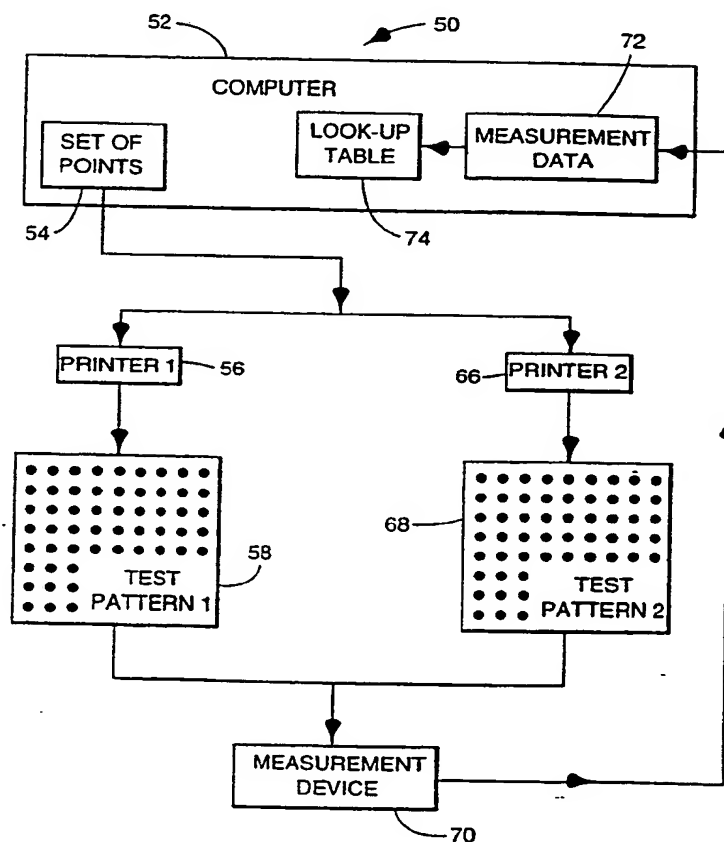 50
52
72
COMPUTER
SET OF
POINTS
LOOK-UP
TABLE
MEASUREMENT
DATA
54
74
PRINTER 1
56
66
PRINTER 2
58
68
TEST
PATTERN 1
TEST
PATTERN 2
MEASUREMENT
DEVICE
70